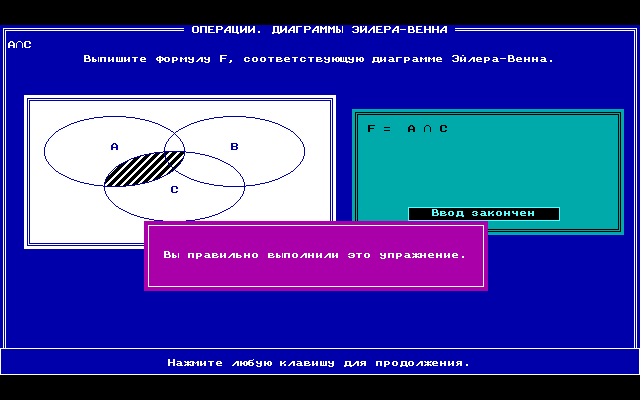 ОПЕРАЦИИ. ДИАГРАММЫ ЭЙЛЕРА-ВЕННА
A∩C
Выпишите формулу F, соответствующую диаграмме Эйлера-Венна.
A
B
C
F = A ∩ C
Ввод закончен
Вы правильно выполнили это упражнение.
Нажмите любую клавишу для продолжения.